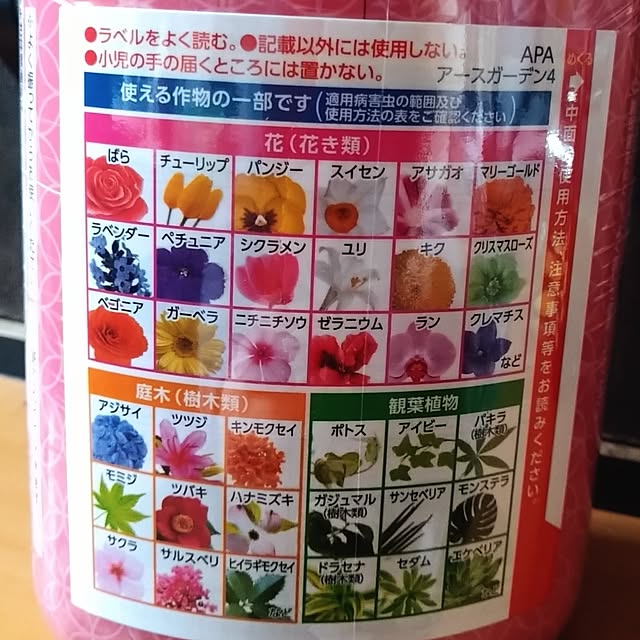 ●ラベルをよく読む。●記載以外には使用しない。
●小児の手の届くところには置かない。
APA
アースガーデン4
めくる
使える作物の一部です(適用病害虫の範囲及び
使用方法の表をご確認ください)
花(花き類)
ばら チューリップ パンジー スイセン アサガオ マリーゴールド
ラベンダー ペチュニア シクラメン ユリ キク クリスマスローズ
ベゴニア ガーベラ ニチニチソウ ゼラニウム ラン クレマチス
など
庭木(樹木類)
アジサイ ツツジ キンモクセイ
モミジ ツバキ ハナミズキ
サクラ サルスベリ ヒイラギモクセイ
など
観葉植物
ポトス アイビー パキラ
(樹木類)
ガジュマル サンセベリア モンステラ
(樹木類)
ドラセナ セダム エケベリア
(樹木類)
など
使用方法、注意事項等をお読みください。